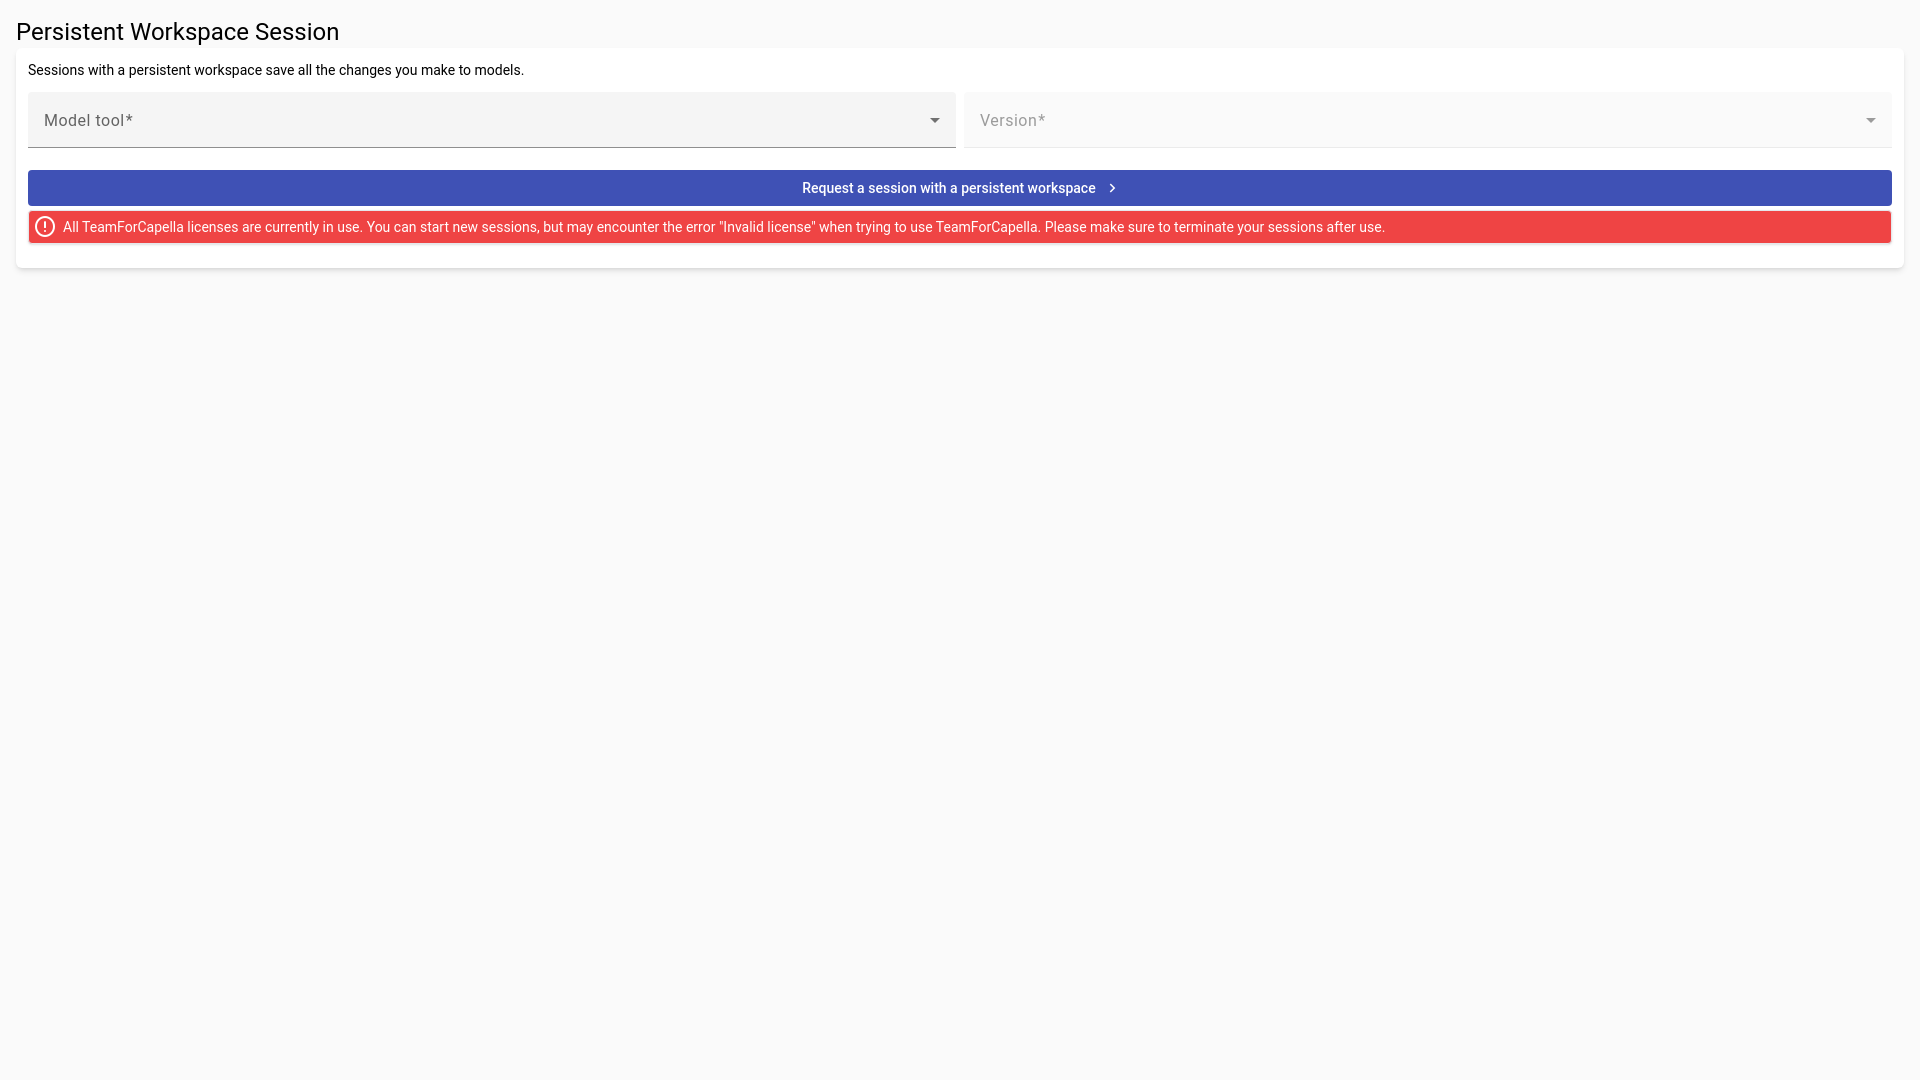 Persistent Workspace Session
Sessions with a persistent workspace save all the changes you make to models.
Model tool*
Version*
Request a session with a persistent workspace
All TeamForCapella licenses are currently in use. You can start new sessions, but may encounter the error "Invalid license" when trying to use TeamForCapella. Please make sure to terminate your sessions after use.